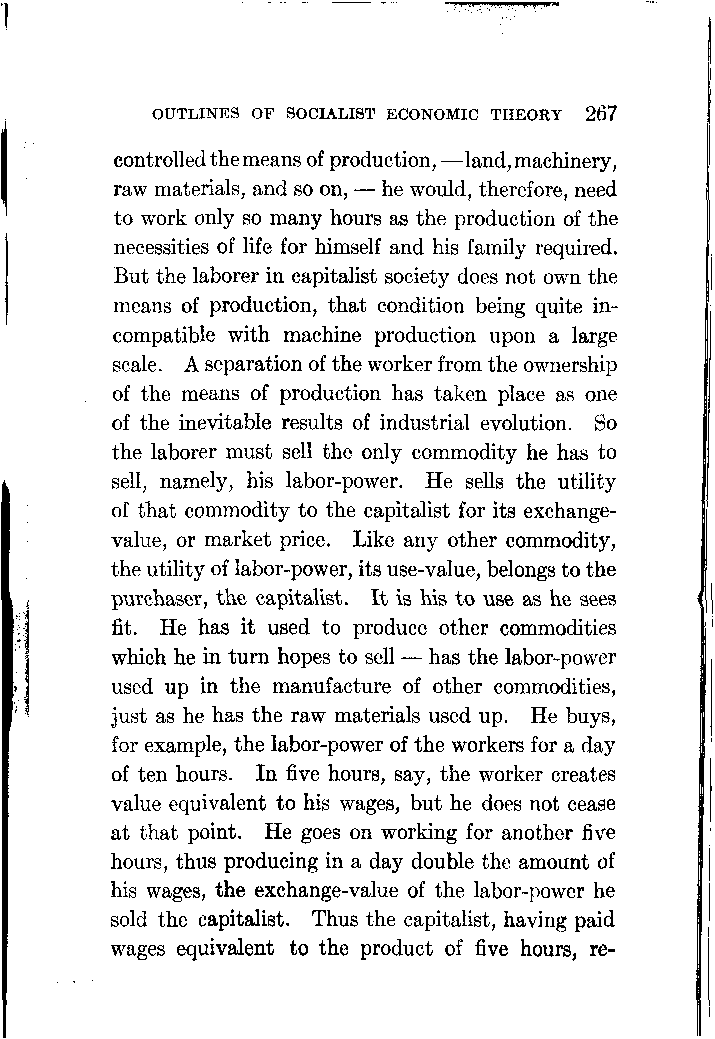 OUTLINES OF SOCIALIST ECONOMIC THEORY 267
controlled the means of production, —land, machinery,
raw materials, and so on, — he would, therefore, need
to work only so many hours as the production of the
necessities of life for himself and his family required.
But the laborer in capitalist society does not own the
means of production, that condition being quite in-
compatible with machine production upon a large
scale. A separation of the worker from the ownership
of the means of production has taken place as one
of the inevitable results of industrial evolution. So
the laborer must sell the only commodity he has to
sell, namely, his labor-power. He sells the utility
of that commodity to the capitalist for its exchange-
value, or market price. Like any other commodity,
the utility of labor-power, its use-value, belongs to the
purchaser, the capitalist. It is his to use as he sees
fit. He has it used to produce other commodities
which he in turn hopes to sell — has the labor-power
used up in the manufacture of other commodities,
just as he has the raw materials used up. He buys,
for example, the labor-power of the workers for a day
of ten hours. In five hours, say, the worker creates
value equivalent to his wages, but he does not cease
at that point. He goes on working for another five
hours, thus producing in a day double the amount of
his wages, the exchange-value of the labor-power he
sold the capitalist. Thus the capitalist, having paid
wages equivalent to the product of five hours, re-